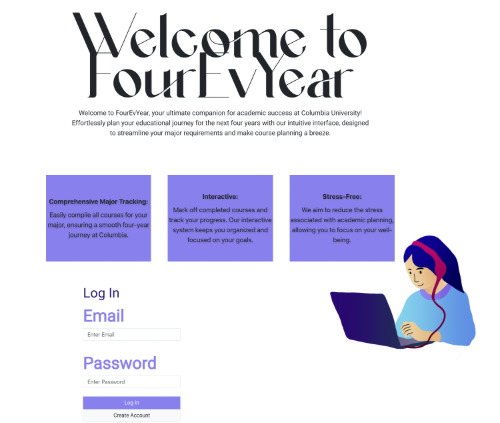 Welcome to
FourEvYear
Welcome to FourEvYear, your ultimate companion for academic success at Columbia University!
Effortlessly plan your educational journey for the next four years with our intuitive interface, designed
to streamline your major requirements and make course planning a breeze.
Comprehensive Major Tracking:
Easily compile all courses for your
major, ensuring a smooth four-year
journey at Columbia.
Interactive:
Mark off completed courses and
track your progress. Our interactive
system keeps you organized and
focused on your goals.
Stress-Free:
We aim to reduce the stress
associated with academic planning,
allowing you to focus on your well-
being.
Log In
Email
Enter Email
Password
Enter Password
Log In
Create Account